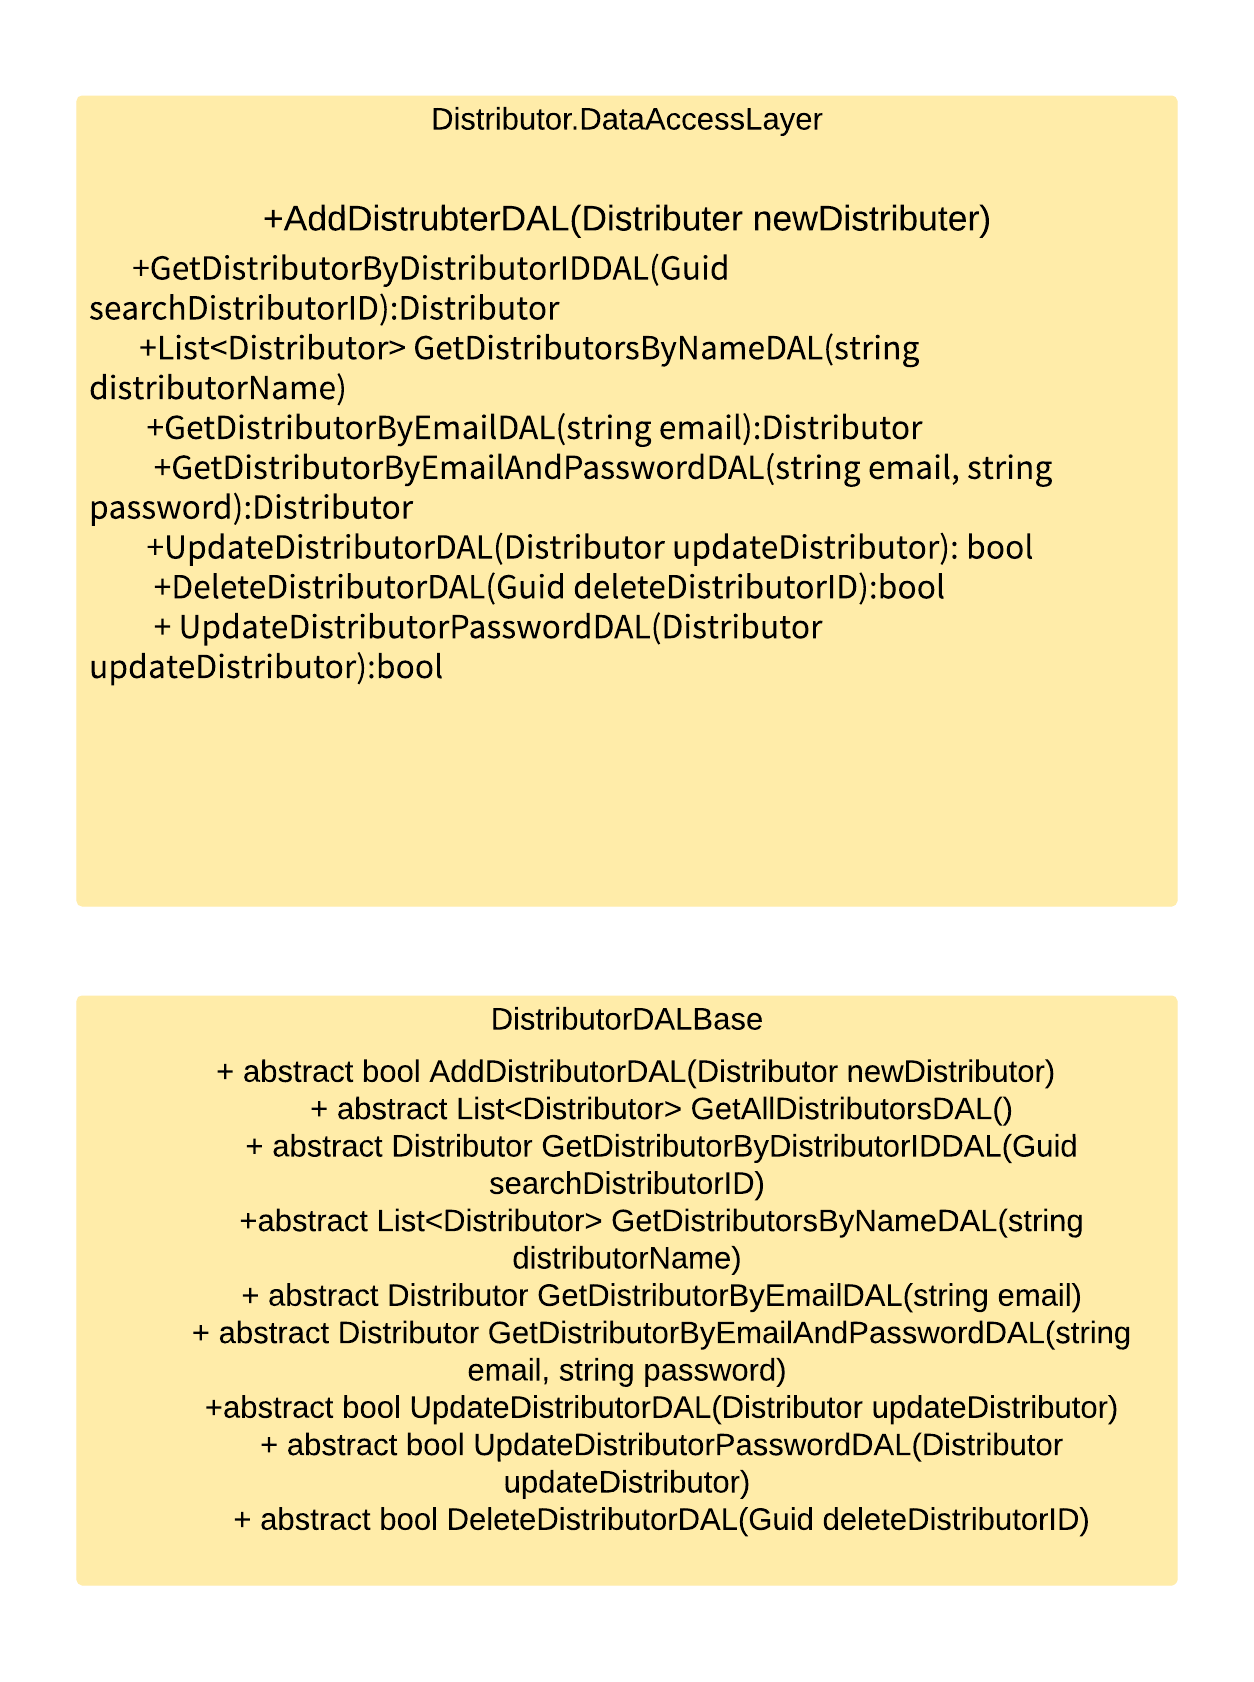 Distributor.DataAccessLayer
+AddDistrubterDAL(Distributer newDistributer)
+GetDistributorByDistributorIDDAL(Guid
searchDistributorID):Distributor
+List<Distributor> GetDistributorsByNameDAL(string
distributorName)
+GetDistributorByEmailDAL(string email):Distributor
+GetDistributorByEmailAndPasswordDAL(string email, string
password):Distributor
+UpdateDistributorDAL(Distributor updateDistributor): bool
+DeleteDistributorDAL(Guid deleteDistributorID):bool
+ UpdateDistributorPasswordDAL(Distributor
updateDistributor):bool
DistributorDALBase
+ abstract bool AddDistributorDAL(Distributor newDistributor)
+ abstract List<Distributor> GetAllDistributorsDAL()
+ abstract Distributor GetDistributorByDistributorIDDAL(Guid
searchDistributorID)
+abstract List<Distributor> GetDistributorsByNameDAL(string
distributorName)
+ abstract Distributor GetDistributorByEmailDAL(string email)
+ abstract Distributor GetDistributorByEmailAndPasswordDAL(string
email, string password)
+abstract bool UpdateDistributorDAL(Distributor updateDistributor)
+ abstract bool UpdateDistributorPasswordDAL(Distributor
updateDistributor)
+ abstract bool DeleteDistributorDAL(Guid deleteDistributorID)